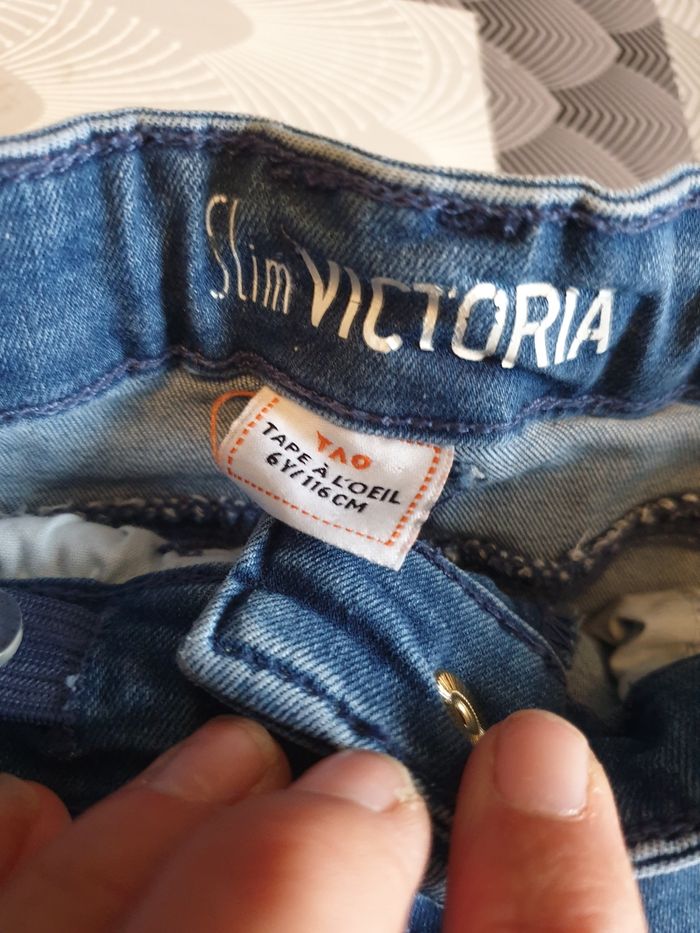 Slim VICTORIA
TAO
TAPE À L'OEIL
6Y/116CM